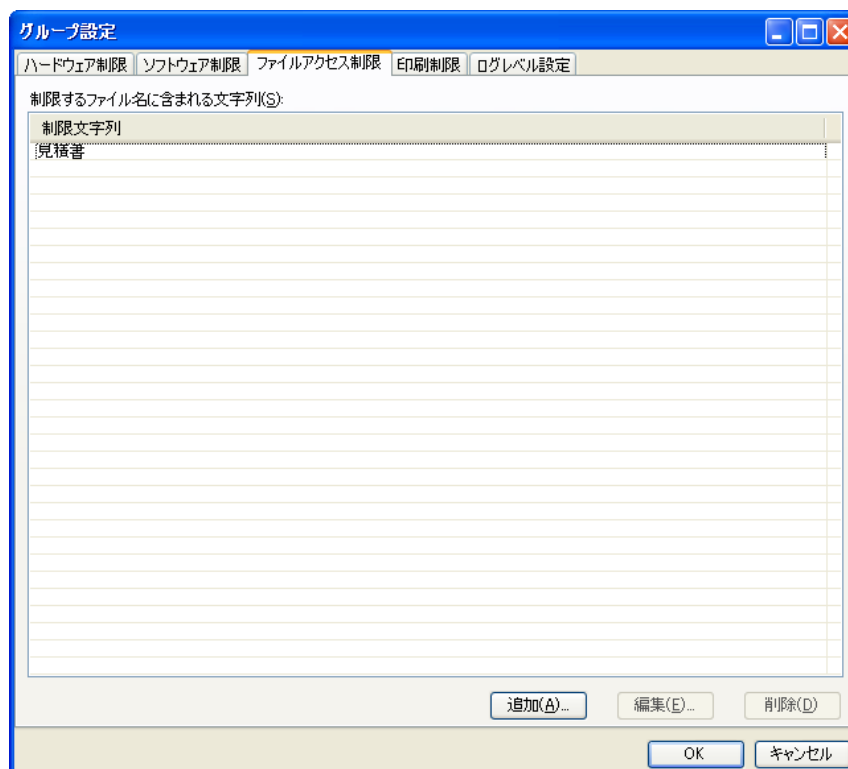 グループ設定
ハードウェア制限 ソフトウェア制限 ファイルアクセス制限 印刷制限 ログレベル設定
制限するファイル名に含まれる文字列(S):
制限文字列
見積書
追加(A)... 編集(E)... 削除(D)
OK キャンセル